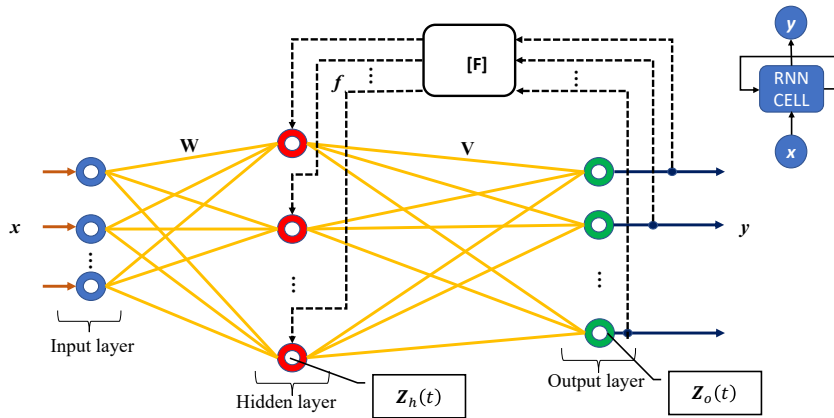 y
[F]
f
⋮
⋮
RNN
CELL
W
V
x
x
y
⋮
⋮
⋮
Input layer
Hidden layer
Output layer
Z_h(t)
Z_o(t)